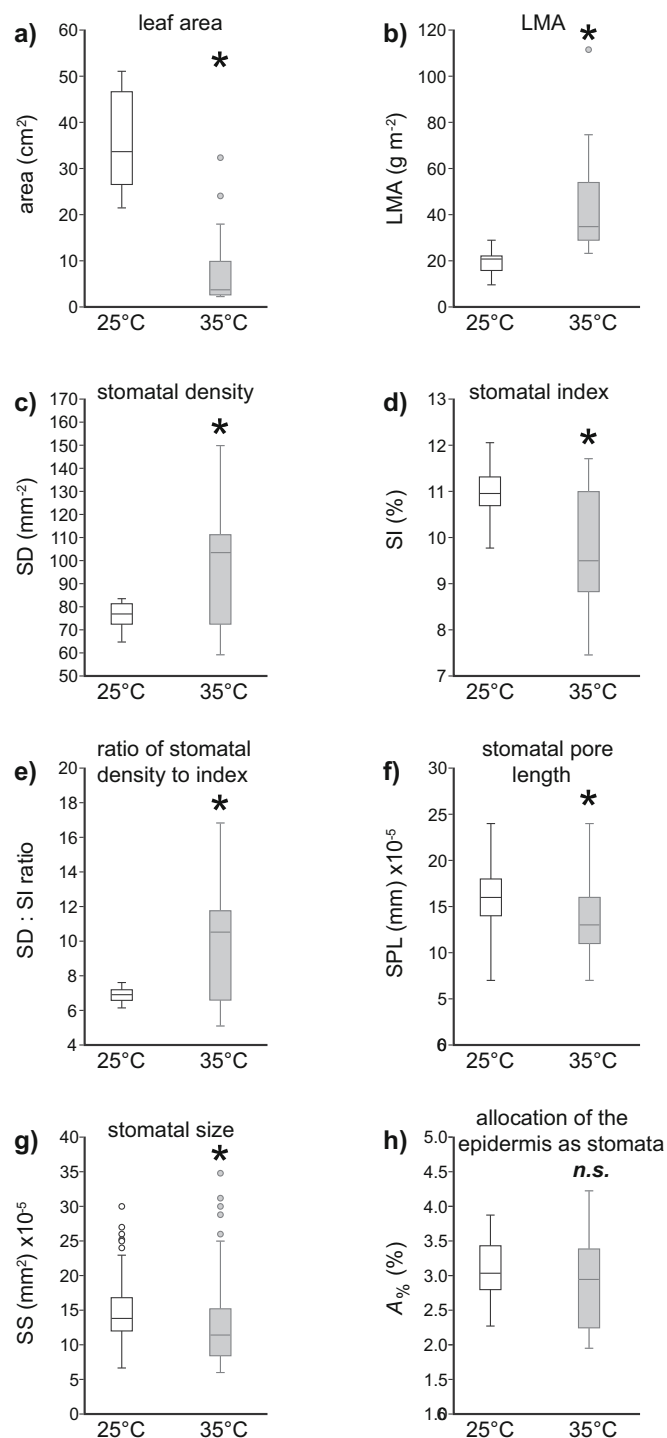 a)
leaf area
60
50
40
30
20
10
0
area (cm²)
*
25°C
35°C
b)
LMA
120
100
80
60
40
20
0
LMA (g m⁻²)
*
25°C
35°C
c)
stomatal density
170
160
150
140
130
120
110
100
90
80
70
60
50
SD (mm⁻²)
*
25°C
35°C
d)
stomatal index
13
12
11
10
9
8
7
SI (%)
*
25°C
35°C
e)
ratio of stomatal
density to index
20
18
16
14
12
10
8
6
4
SD : SI ratio
*
25°C
35°C
f)
stomatal pore
length
30
25
20
15
10
5
SPL (mm) x10⁻⁵
*
25°C
35°C
g)
stomatal size
40
35
30
25
20
15
10
5
0
SS (mm²) x10⁻⁵
*
25°C
35°C
h)
allocation of the
epidermis as stomata
n.s.
5.0
4.5
4.0
3.5
3.0
2.5
2.0
1.5
A% (%)
25°C
35°C